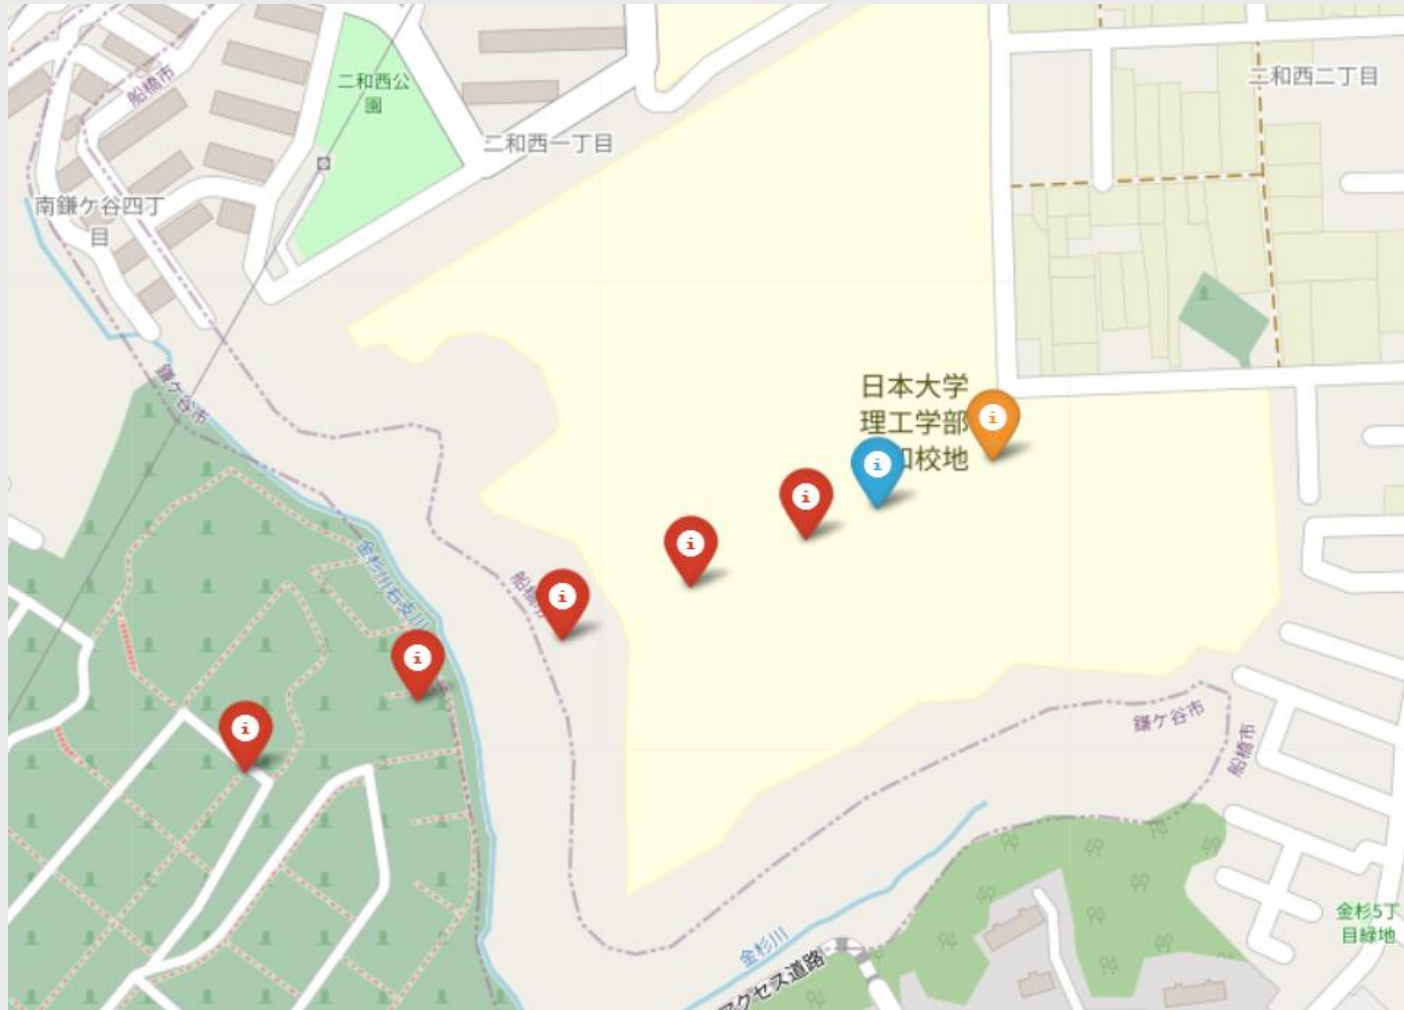 二和西公
園
船橋市
二和西二丁目
二和西一丁目
南鎌ケ谷四丁
目
鎌ケ谷市
日本大学
理工学部
和校地
金杉川右支川
船橋市
鎌ケ谷市
船橋市
金杉5丁
目緑地
金杉川
アクセス道路